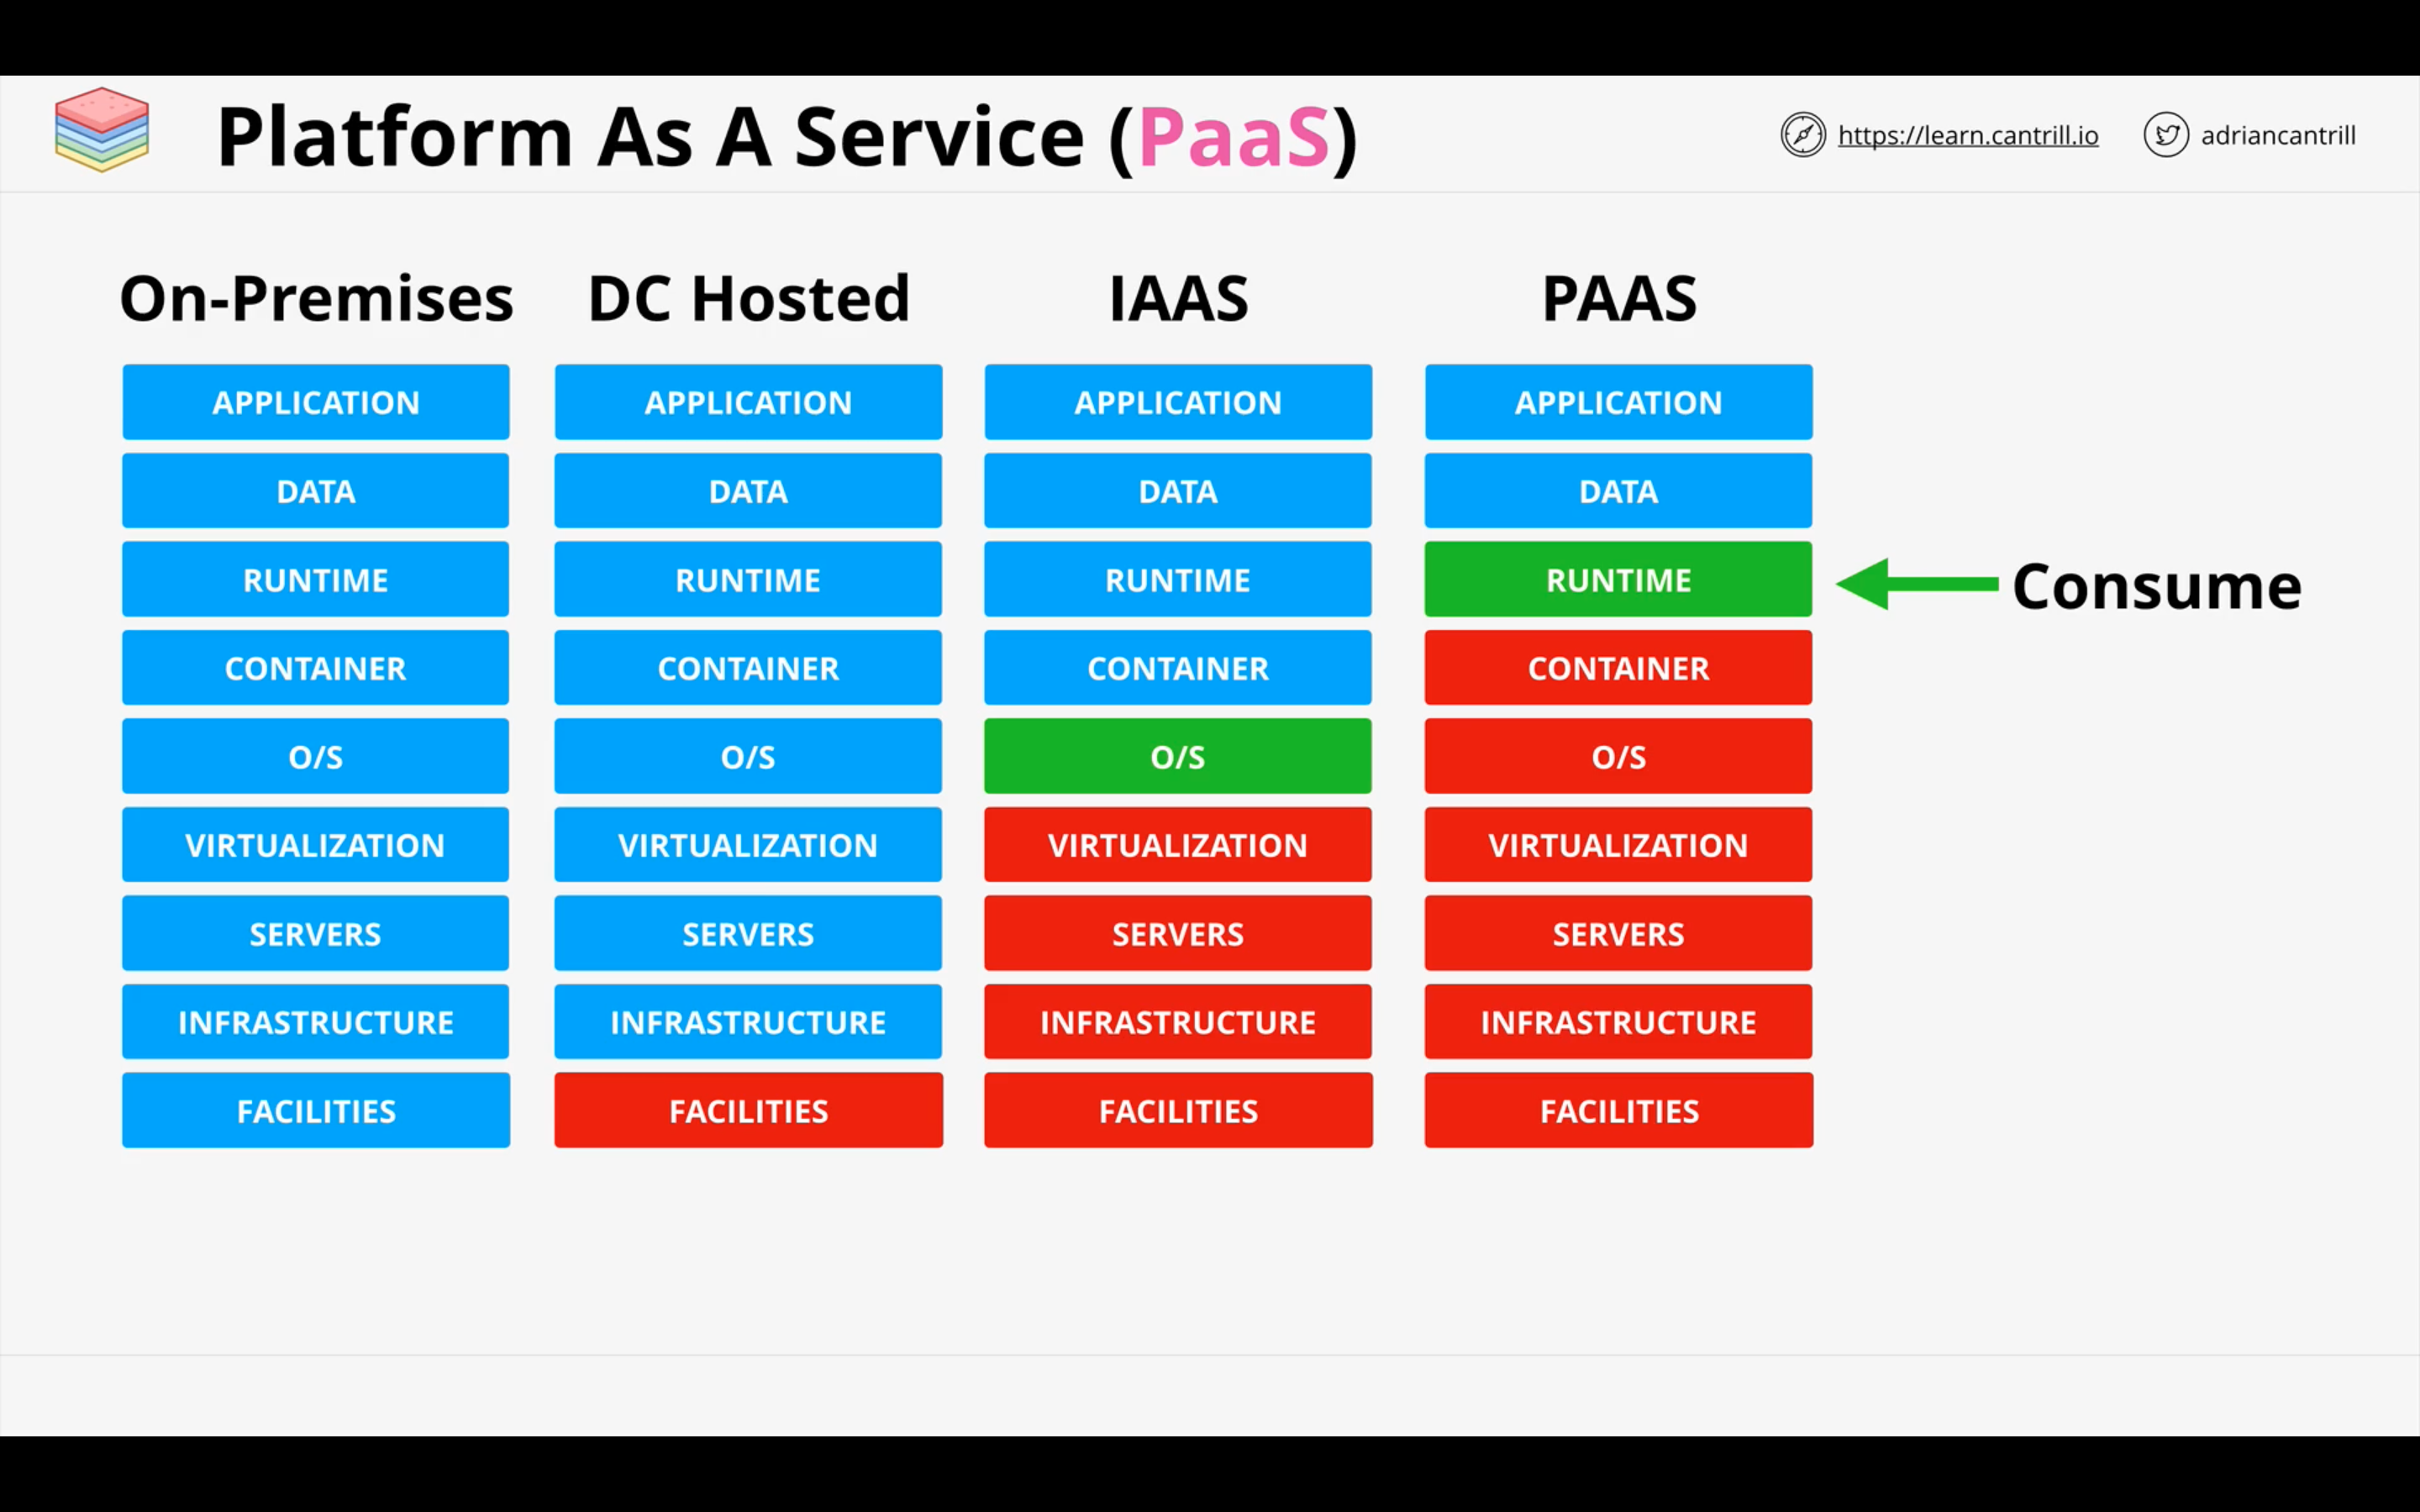 Platform As A Service (PaaS)
https://learn.cantrill.io
adriancantrill
On-Premises DC Hosted IAAS PAAS
APPLICATION APPLICATION APPLICATION APPLICATION
DATA DATA DATA DATA
RUNTIME RUNTIME RUNTIME RUNTIME Consume
CONTAINER CONTAINER CONTAINER CONTAINER
O/S O/S O/S O/S
VIRTUALIZATION VIRTUALIZATION VIRTUALIZATION VIRTUALIZATION
SERVERS SERVERS SERVERS SERVERS
INFRASTRUCTURE INFRASTRUCTURE INFRASTRUCTURE INFRASTRUCTURE
FACILITIES FACILITIES FACILITIES FACILITIES